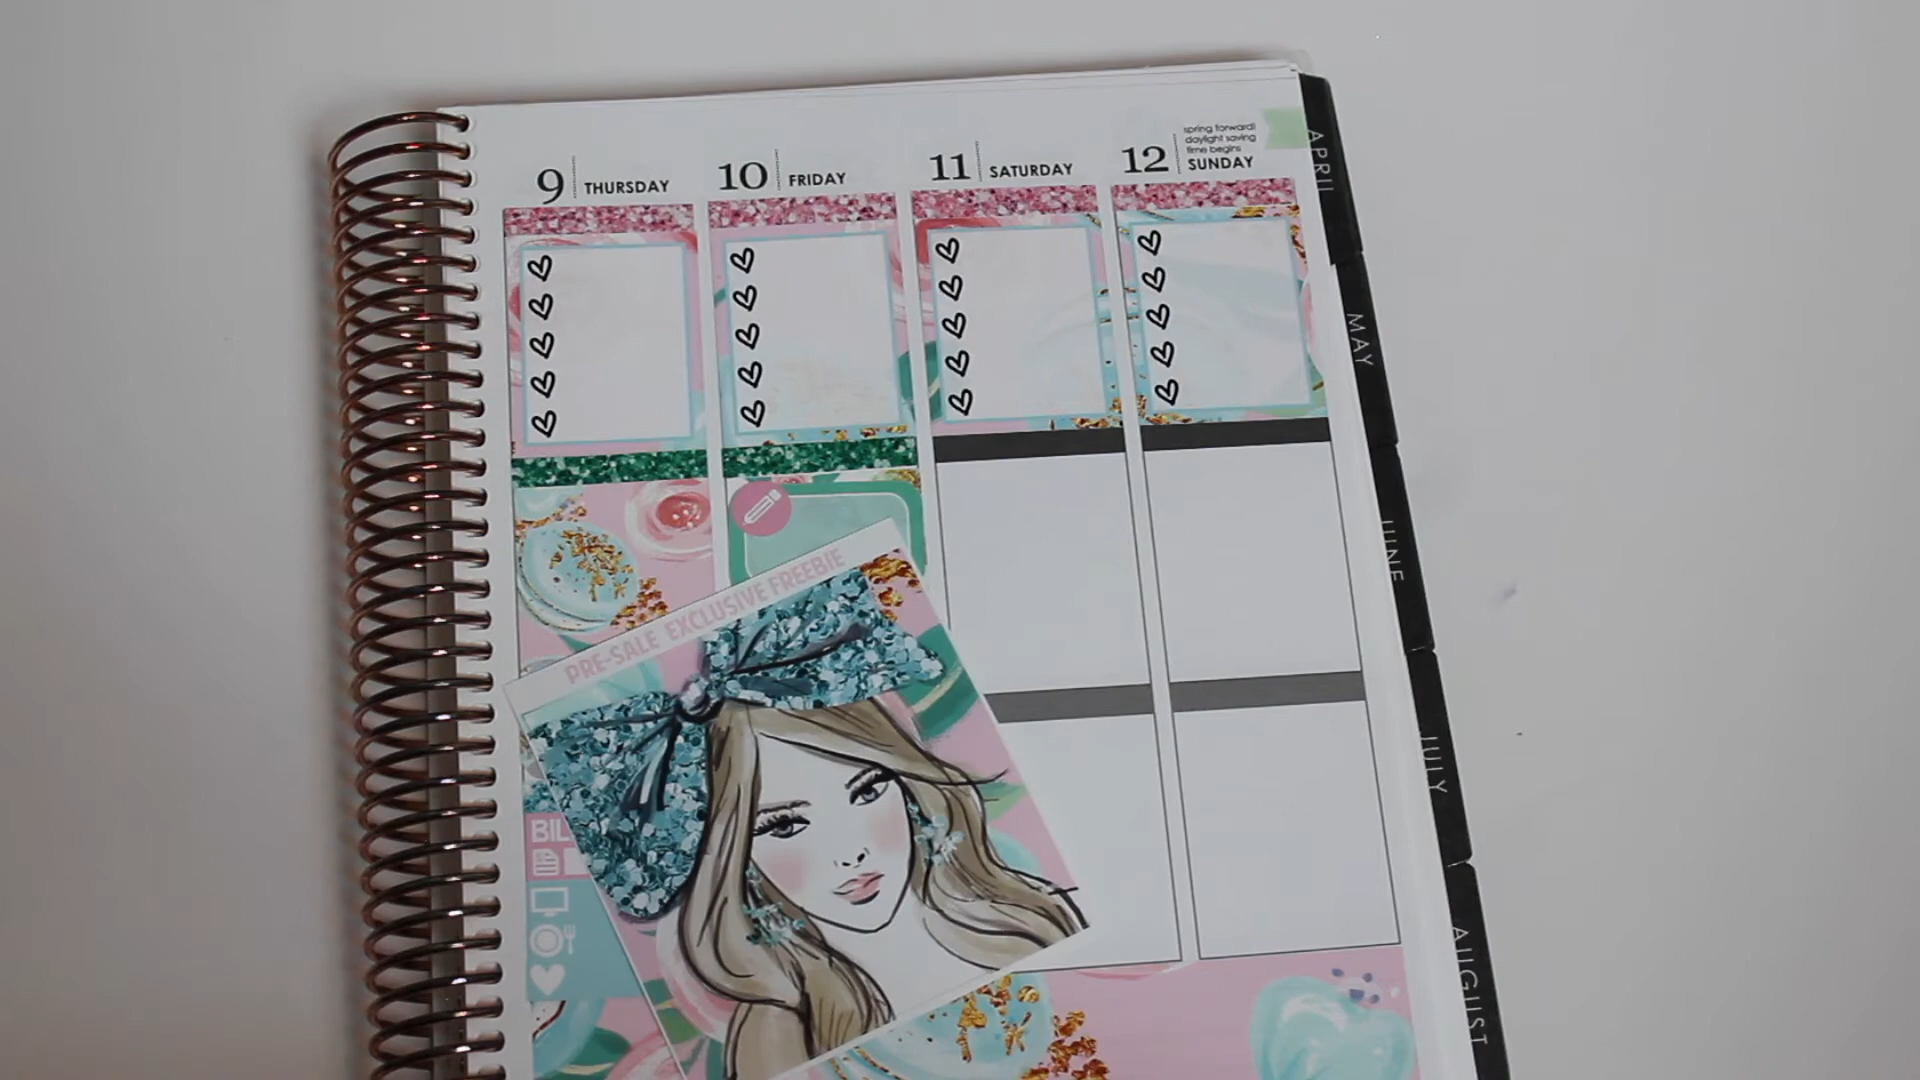 9 THURSDAY
10 FRIDAY
11 SATURDAY
12 SUNDAY
spring forward!
daylight saving
time begins
APRIL
MAY
JUNE
JULY
AUGUST
PRE-SALE EXCLUSIVE FREEBIE